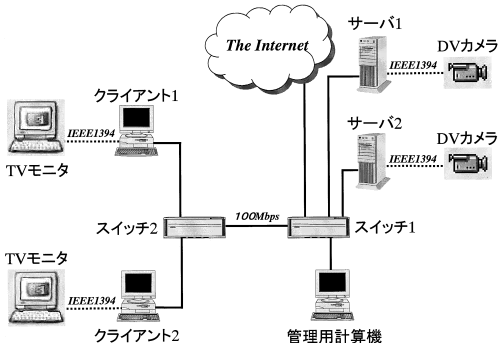 サーバ1
DVカメラ
The Internet
IEEE1394
クライアント1
サーバ2
DVカメラ
IEEE1394
IEEE1394
TVモニタ
100Mbps
スイッチ2
スイッチ1
TVモニタ
IEEE1394
クライアント2
管理用計算機